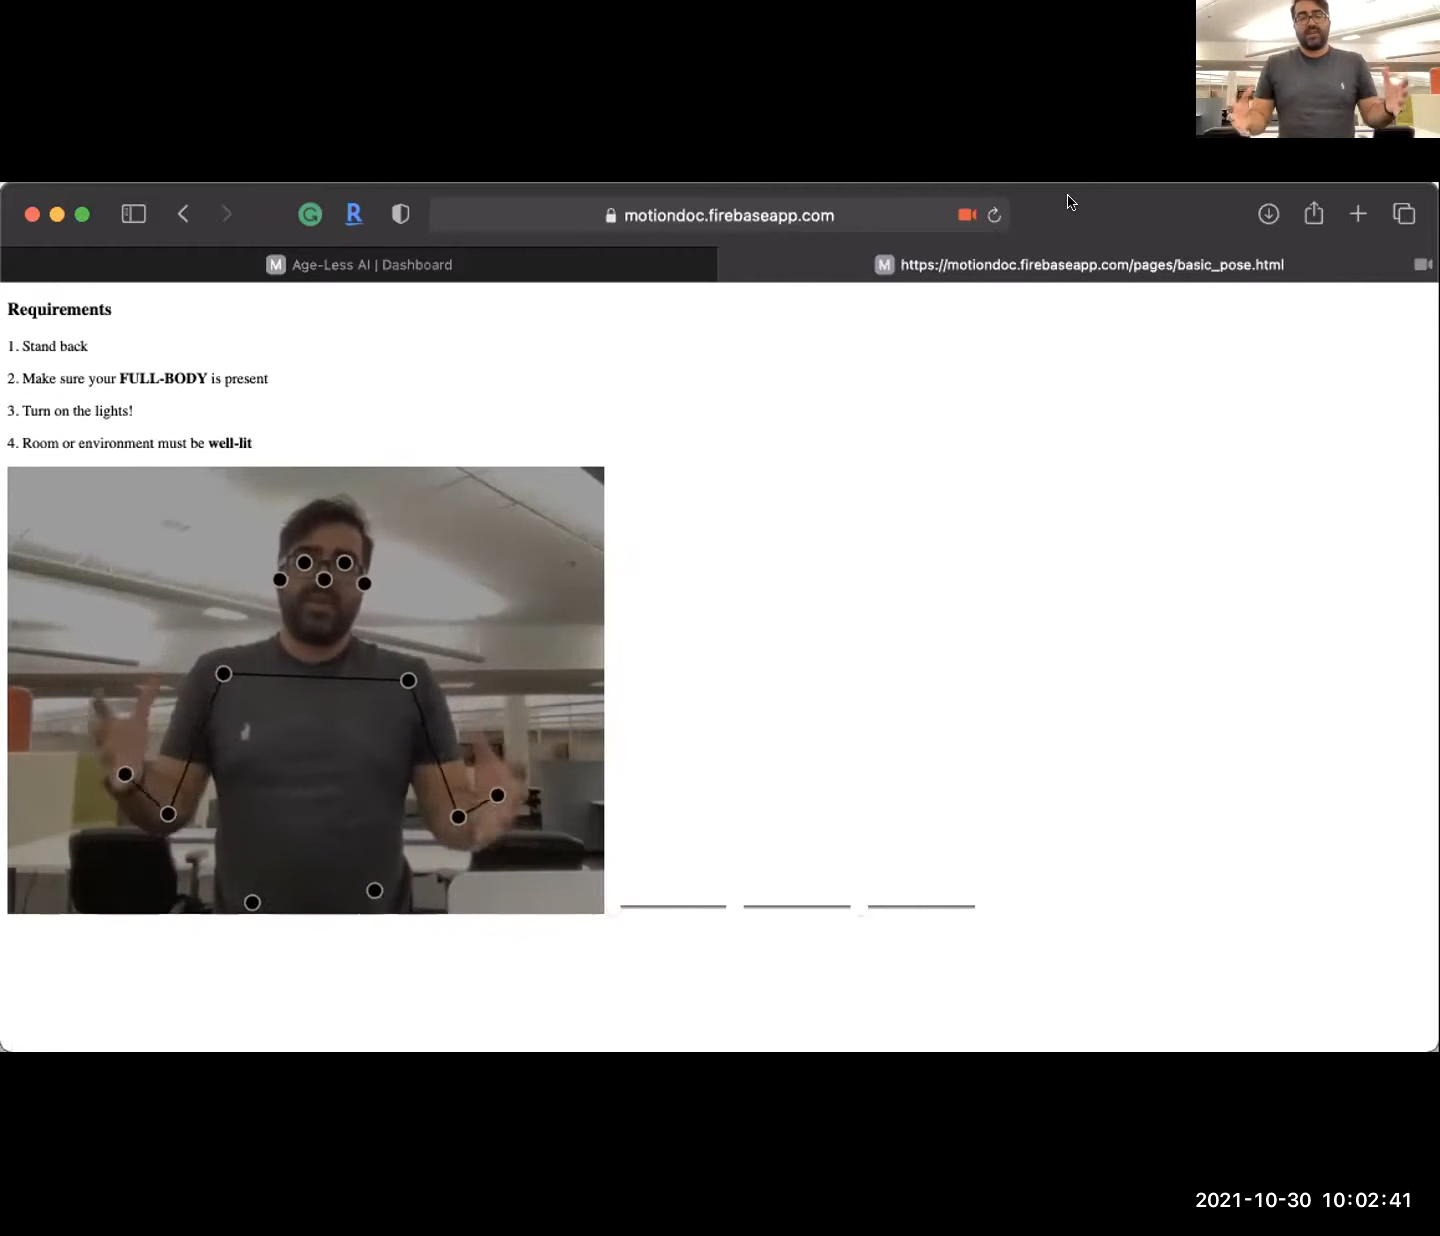 motiondoc.firebaseapp.com
M Age-Less AI | Dashboard
M https://motiondoc.firebaseapp.com/pages/basic_pose.html
Requirements
1. Stand back
2. Make sure your FULL-BODY is present
3. Turn on the lights!
4. Room or environment must be well-lit
2021-10-30 10:02:41